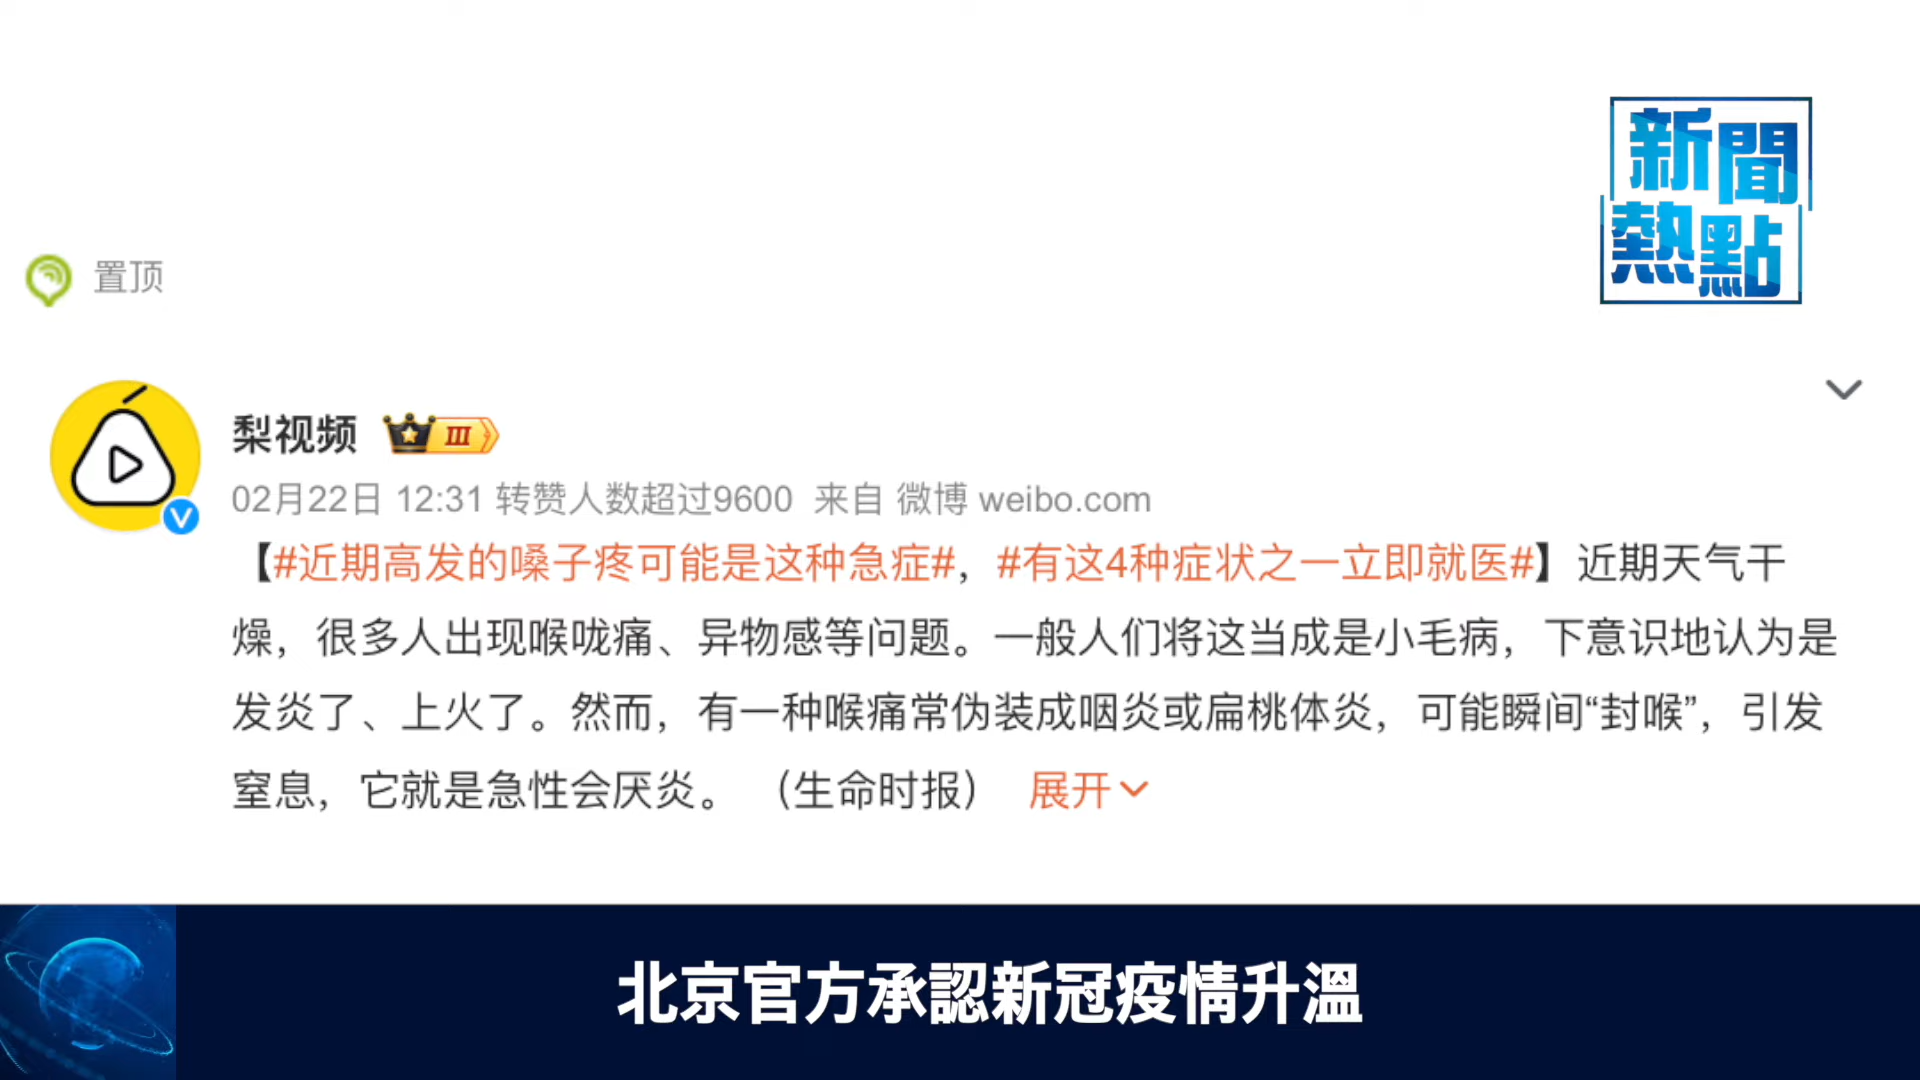 新聞
熱點
置顶
梨视频 III
02月22日 12:31 转赞人数超过9600 来自 微博 weibo.com
【#近期高发的嗓子疼可能是这种急症#，#有这4种症状之一立即就医#】近期天气干
燥，很多人出现喉咙痛、异物感等问题。一般人们将这当成是小毛病，下意识地认为是
发炎了、上火了。然而，有一种喉痛常伪装成咽炎或扁桃体炎，可能瞬间“封喉”，引发
窒息，它就是急性会厌炎。（生命时报） 展开
北京官方承認新冠疫情升溫